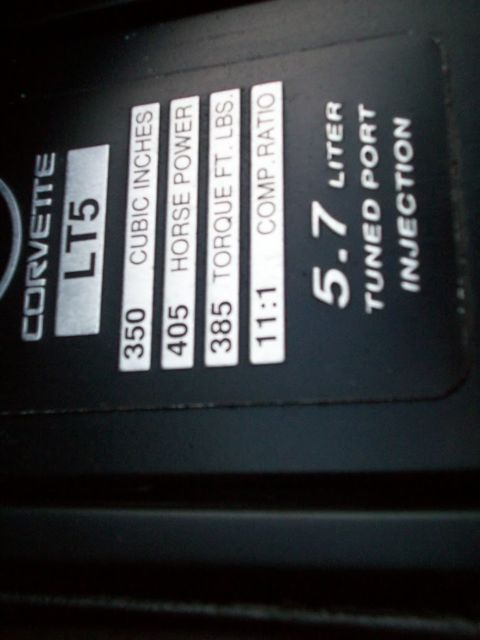 CORVETTE
LT5
350 CUBIC INCHES
405 HORSE POWER
385 TORQUE FT. LBS.
11:1 COMP. RATIO
5.7 LITER
TUNED PORT
INJECTION